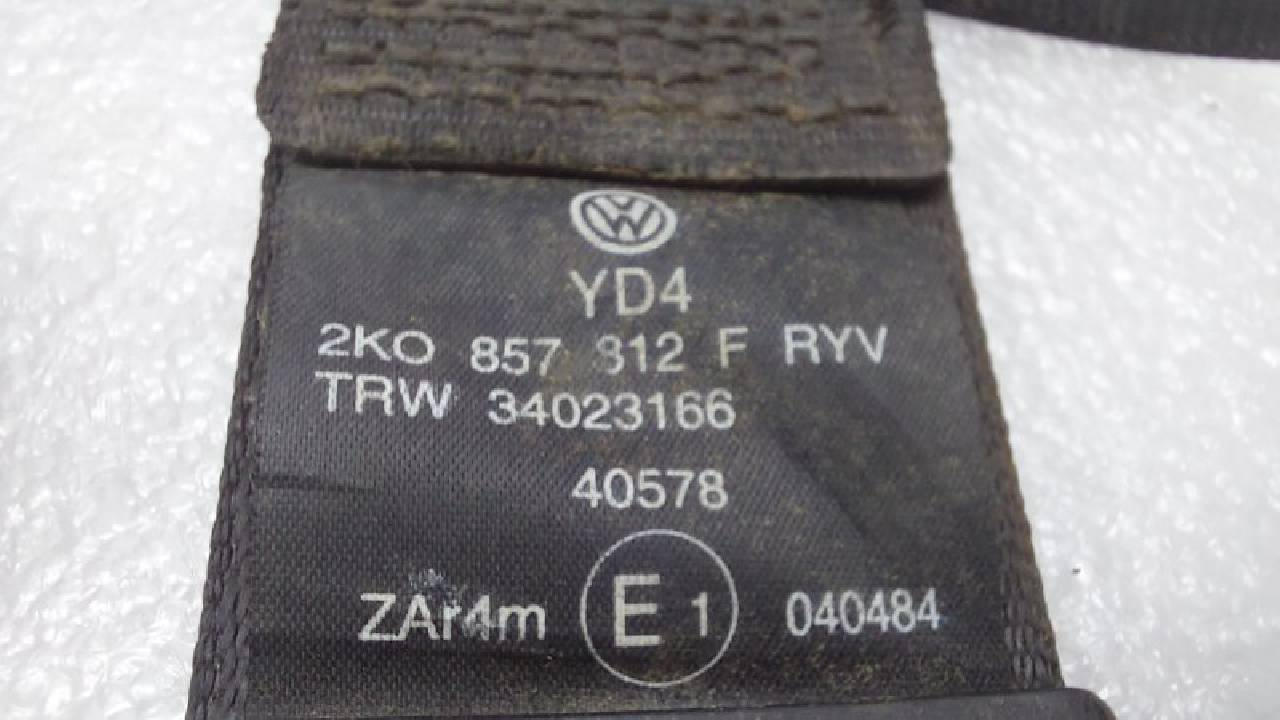 YD4
2K0 857 812 F RYV
TRW 34023166
40578
ZAr4m E 1 040484